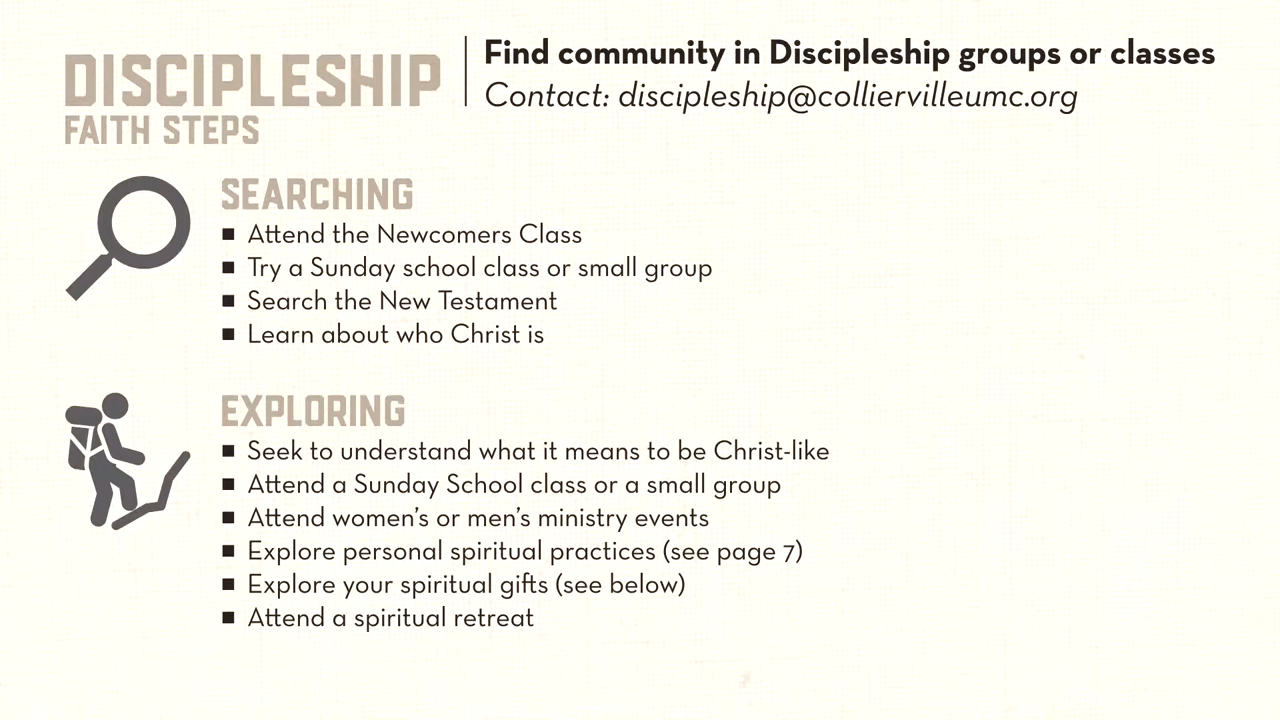 DISCIPLESHIP
FAITH STEPS
Find community in Discipleship groups or classes
Contact: discipleship@colliervilleumc.org
SEARCHING
■ Attend the Newcomers Class
■ Try a Sunday school class or small group
■ Search the New Testament
■ Learn about who Christ is
EXPLORING
■ Seek to understand what it means to be Christ-like
■ Attend a Sunday School class or a small group
■ Attend women’s or men’s ministry events
■ Explore personal spiritual practices (see page 7)
■ Explore your spiritual gifts (see below)
■ Attend a spiritual retreat